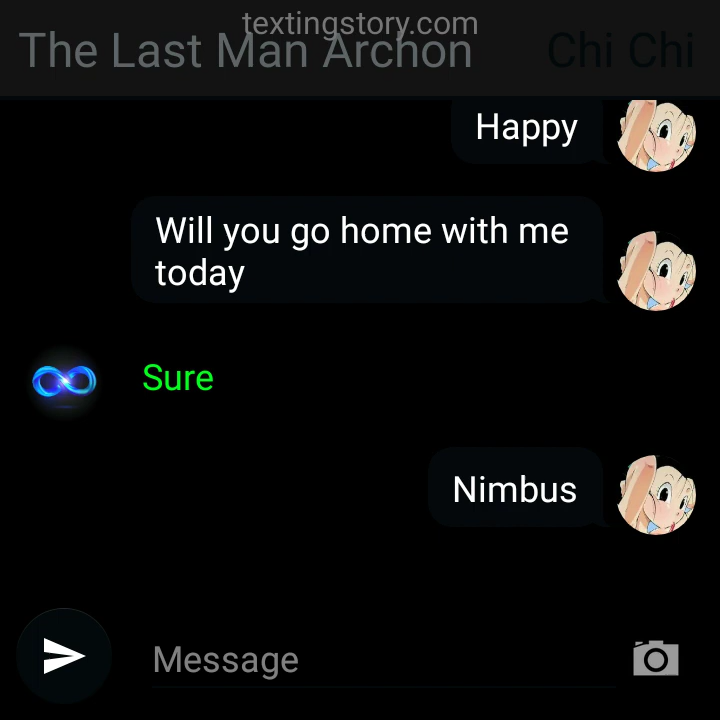 textingstory.com
The Last Man Archon Chi Chi
Happy
Will you go home with me
today
Sure
Nimbus
Message